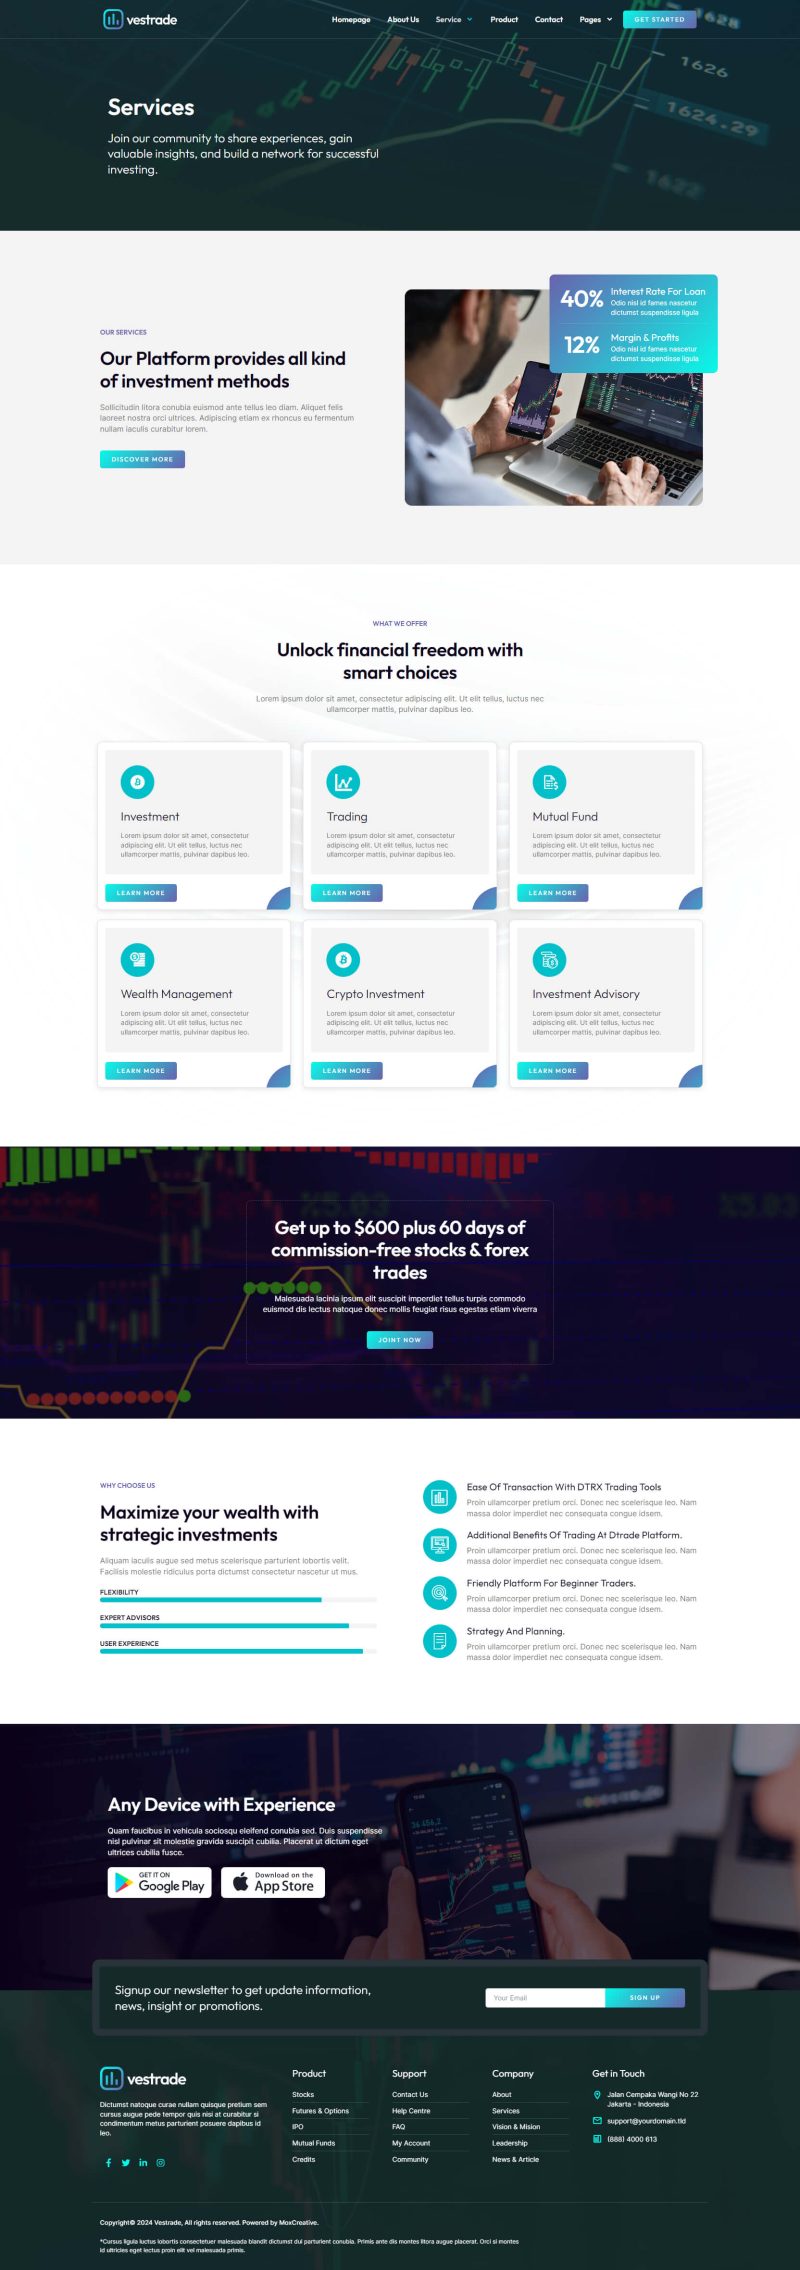 vestrade
Homepage
About Us
Service
Product
Contact
Pages
GET STARTED
1628
1626
1624.29
1622
Services
Join our community to share experiences, gain
valuable insights, and build a network for successful
investing.
40%
Interest Rate For Loan
Odio nisl id fames nascetur
dictumst suspendisse ligula
12%
Margin & Profits
Odio nisl id fames nascetur
dictumst suspendisse ligula
OUR SERVICES
Our Platform provides all kind
of investment methods
Sollicitudin litora conubia euismod ante tellus leo diam. Aliquet felis
laoreet nostra orci ultrices. Adipiscing etiam ex rhoncus eu fermentum
nullam iaculis curabitur lorem.
DISCOVER MORE
WHAT WE OFFER
Unlock financial freedom with
smart choices
Lorem ipsum dolor sit amet, consectetur adipiscing elit. Ut elit tellus, luctus nec
ullamcorper mattis, pulvinar dapibus leo.
Investment
Lorem ipsum dolor sit amet, consectetur
adipiscing elit. Ut elit tellus, luctus nec
ullamcorper mattis, pulvinar dapibus leo.
LEARN MORE
Trading
Lorem ipsum dolor sit amet, consectetur
adipiscing elit. Ut elit tellus, luctus nec
ullamcorper mattis, pulvinar dapibus leo.
LEARN MORE
Mutual Fund
Lorem ipsum dolor sit amet, consectetur
adipiscing elit. Ut elit tellus, luctus nec
ullamcorper mattis, pulvinar dapibus leo.
LEARN MORE
Wealth Management
Lorem ipsum dolor sit amet, consectetur
adipiscing elit. Ut elit tellus, luctus nec
ullamcorper mattis, pulvinar dapibus leo.
LEARN MORE
Crypto Investment
Lorem ipsum dolor sit amet, consectetur
adipiscing elit. Ut elit tellus, luctus nec
ullamcorper mattis, pulvinar dapibus leo.
LEARN MORE
Investment Advisory
Lorem ipsum dolor sit amet, consectetur
adipiscing elit. Ut elit tellus, luctus nec
ullamcorper mattis, pulvinar dapibus leo.
LEARN MORE
Get up to $600 plus 60 days of
commission-free stocks & forex
trades
Malesuada lacinia ipsum elit suscipit imperdiet tellus turpis commodo
euismod dis lectus natoque donec mollis feugiat risus egestas etiam viverra
JOINT NOW
WHY CHOOSE US
Maximize your wealth with
strategic investments
Aliquam iaculis augue sed metus scelerisque parturient lobortis velit.
Facilisis molestie ridiculus porta dictumst consectetur nascetur ut mus.
FLEXIBILITY
EXPERT ADVISORS
USER EXPERIENCE
Ease Of Transaction With DTRX Trading Tools
Proin ullamcorper pretium orci. Donec nec scelerisque leo. Nam
massa dolor imperdiet nec consequata congue idsem.
Additional Benefits Of Trading At Dtrade Platform.
Proin ullamcorper pretium orci. Donec nec scelerisque leo. Nam
massa dolor imperdiet nec consequata congue idsem.
Friendly Platform For Beginner Traders.
Proin ullamcorper pretium orci. Donec nec scelerisque leo. Nam
massa dolor imperdiet nec consequata congue idsem.
Strategy And Planning.
Proin ullamcorper pretium orci. Donec nec scelerisque leo. Nam
massa dolor imperdiet nec consequata congue idsem.
Any Device with Experience
Quam faucibus in vehicula sociosqu eleifend conubia sed. Duis suspendisse
nisl pulvinar sit molestie gravida suscipit cubilia. Placerat ut dictum eget
ultrices cubilia fusce.
GET IT ON
Google Play
Download on the
App Store
Signup our newsletter to get update information,
news, insight or promotions.
Your Email
SIGN UP
vestrade
Dictumst natoque curae nullam quisque pretium sem
cursus augue pede tempor quis nisi at curabitur si
condimentum metus parturient posuere dapibus id
leo.
Product
Stocks
Futures & Options
IPO
Mutual Funds
Credits
Support
Contact Us
Help Centre
FAQ
My Account
Community
Company
About
Services
Vision & Mision
Leadership
News & Article
Get in Touch
Jalan Cempaka Wangi No 22
Jakarta - Indonesia
support@yourdomain.tld
(888) 4000 613
Copyright© 2024 Vestrade, All rights reserved. Powered by MoxCreative.
*Cursus ligula luctus lobortis consectetuer malesuada blandit dictumst dui parturient conubia. Primis ante dis montes litora augue placerat. Orci si montes
id ultricies eget lectus proin elit vel malesuada primis.